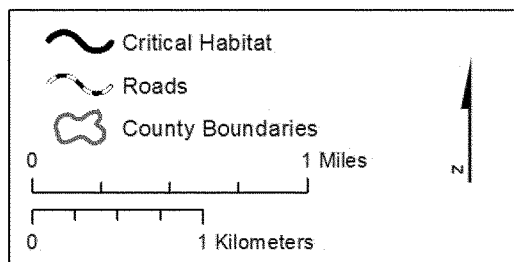 Critical Habitat
Roads
County Boundaries
0 1 Miles
0 1 Kilometers
N